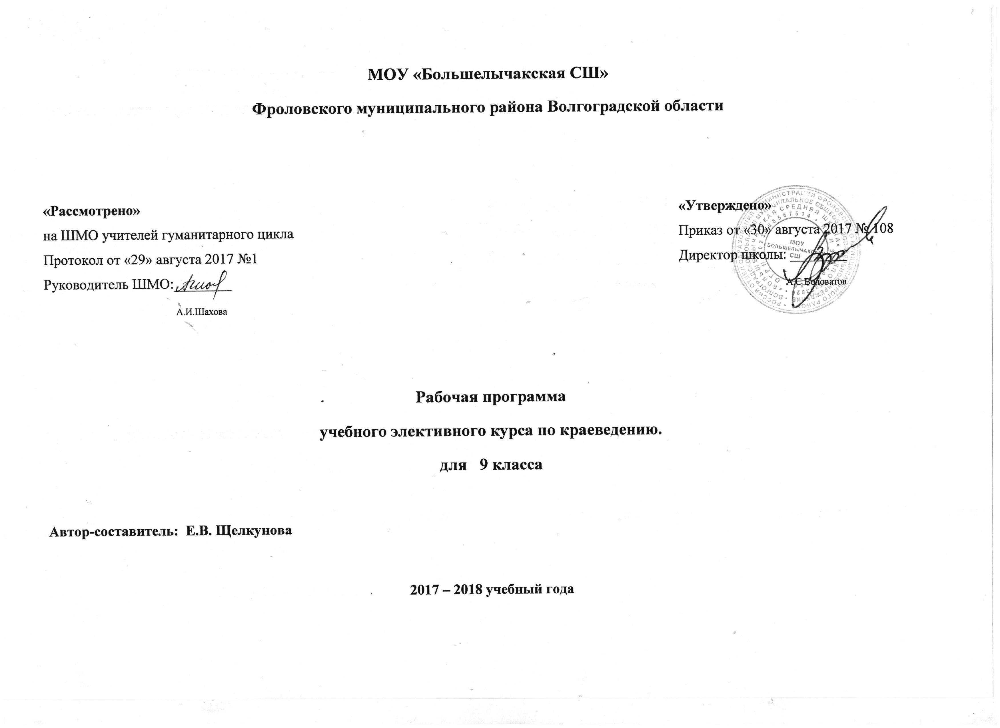 МОУ «Большелычакская СШ»
Фроловского муниципального района Волгоградской области
«Рассмотрено»
на ШМО учителей гуманитарного цикла
Протокол от «29» августа 2017 №1
Руководитель ШМО:
А.И.Шахова
«Утверждено»
Приказ от «30» августа 2017 № 108
Директор школы:
А.С.Воловатов
МОУ
БОЛЬШЕЛЫЧАКСКАЯ
СШ
Рабочая программа
учебного элективного курса по краеведению.
для 9 класса
Автор-составитель: Е.В. Щелкунова
2017 – 2018 учебный года